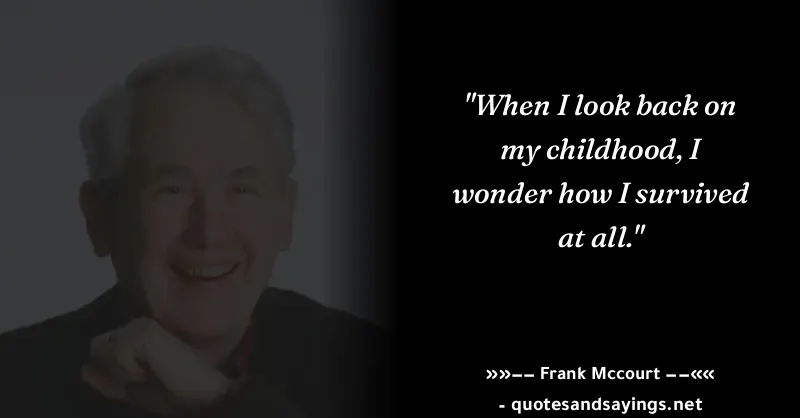 "When I look back on
my childhood, I
wonder how I survived
at all."
»»−− Frank Mccourt −−««
- quotesandsayings.net